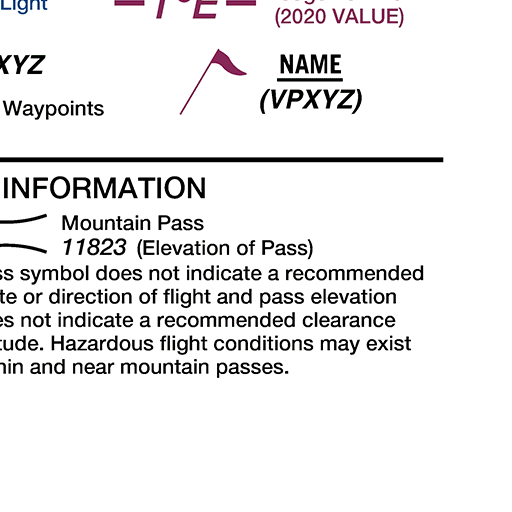 Light
1°E
(2020 VALUE)
XYZ
NAME
Waypoints
(VPXYZ)
INFORMATION
Mountain Pass
11823 (Elevation of Pass)
ss symbol does not indicate a recommended
te or direction of flight and pass elevation
es not indicate a recommended clearance
tude. Hazardous flight conditions may exist
hin and near mountain passes.